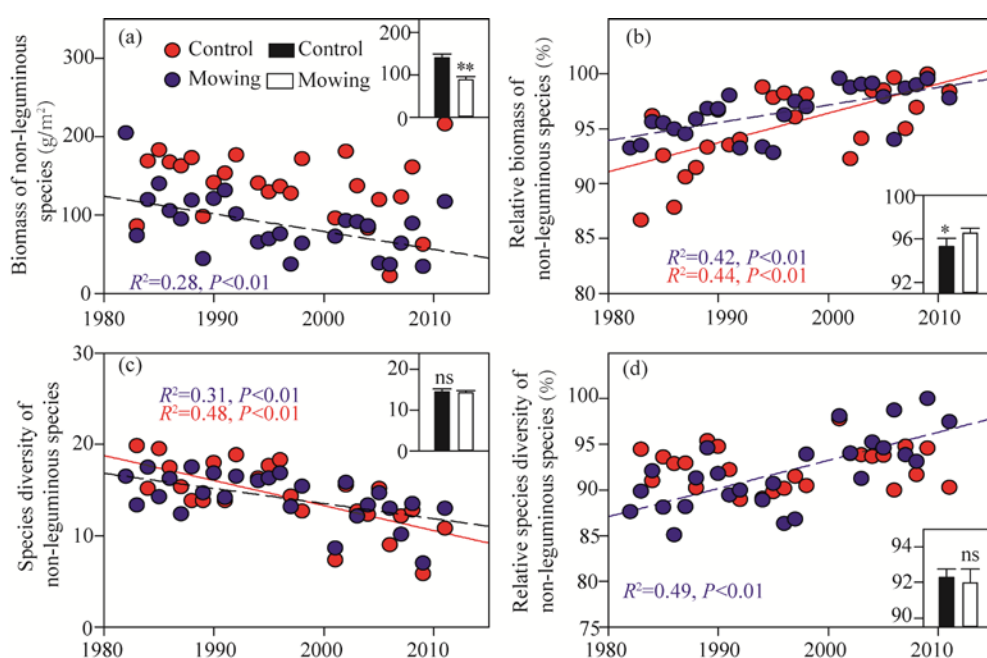 (a)
Control
Control
Mowing
Mowing
200
100
0
**
300
200
100
0
Biomass of non-leguminous
species (g/m²)
R²=0.28, P<0.01
1980
1990
2000
2010
(b)
100
95
90
85
80
Relative biomass of
non-leguminous species (%)
R²=0.42, P<0.01
R²=0.44, P<0.01
100
96
92
*
1980
1990
2000
2010
(c)
30
20
10
0
Species diversity of
non-leguminous species
R²=0.31, P<0.01
R²=0.48, P<0.01
20
10
0
ns
1980
1990
2000
2010
(d)
100
95
90
85
80
75
Relative species diversity of
non-leguminous species (%)
R²=0.49, P<0.01
94
92
90
ns
1980
1990
2000
2010